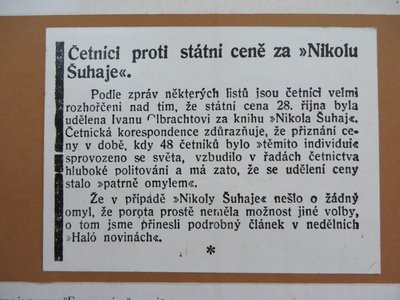 Četníci proti státní ceně za »Nikolu
Šuhaje«.
Podle zpráv některých listů jsou četníci velmi
rozhořčeni nad tím, že státní cena 28. října byla
udělena Ivanu Olbrachtovi za knihu »Nikola Šuhaj«.
Četnická korespondence zdůrazňuje, že přiznání ce-
ny v době, kdy 48 četníků bylo »těmito individui«
sprovozeno se světa, vzbudilo v řadách četnictva
hluboké politování a má zato, že se udělení ceny
stalo »patrně omylem«.
Že v případě »Nikoly Šuhaje« nešlo o žádný
omyl, že porota prostě neměla možnost jiné volby,
o tom jsme přinesli podrobný článek v nedělních
»Haló novinách«.
*